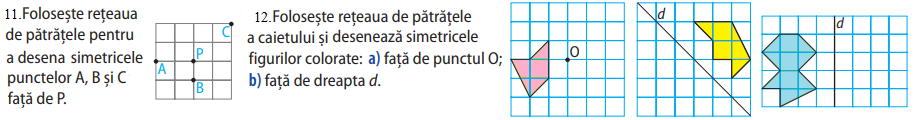 11.Folosește rețeaua
de pătrățele pentru
a desena simetricele
punctelor A, B și C
față de P.
C
P
A
B
12.Folosește rețeaua de pătrățele
a caietului și desenează simetricele
figurilor colorate: a) față de punctul O;
b) față de dreapta d.
O
d
d